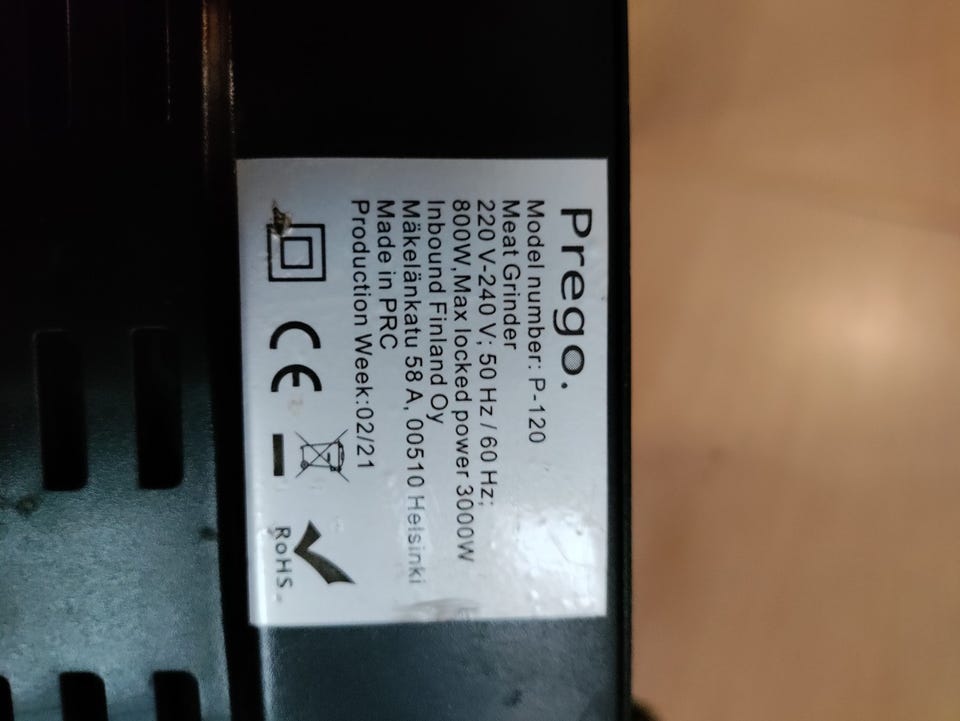 Prego.
Model number: P-120
Meat Grinder
220 V-240 V; 50 Hz / 60 Hz;
800W,Max locked power 3000W
Inbound Finland Oy
Mäkelänkatu 58 A, 00510 Helsinki
Made in PRC
Production Week:02/21
CE
RoHS